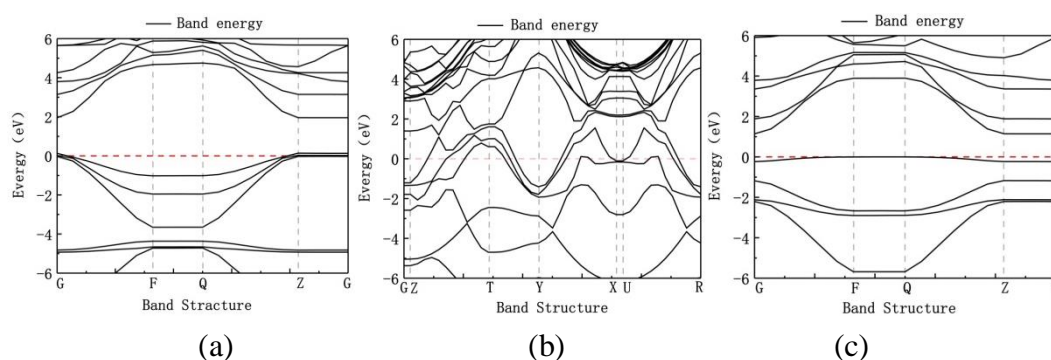 Band energy
6
4
2
0
-2
-4
-6
Evergy (eV)
G F Q Z G
Band Stracture
(a)
Band energy
6
4
2
0
-2
-4
-6
Evergy (eV)
G Z T Y X U R
Band Structure
(b)
Band energy
6
4
2
0
-2
-4
-6
Evergy (eV)
G F Q Z
Band Structure
(c)